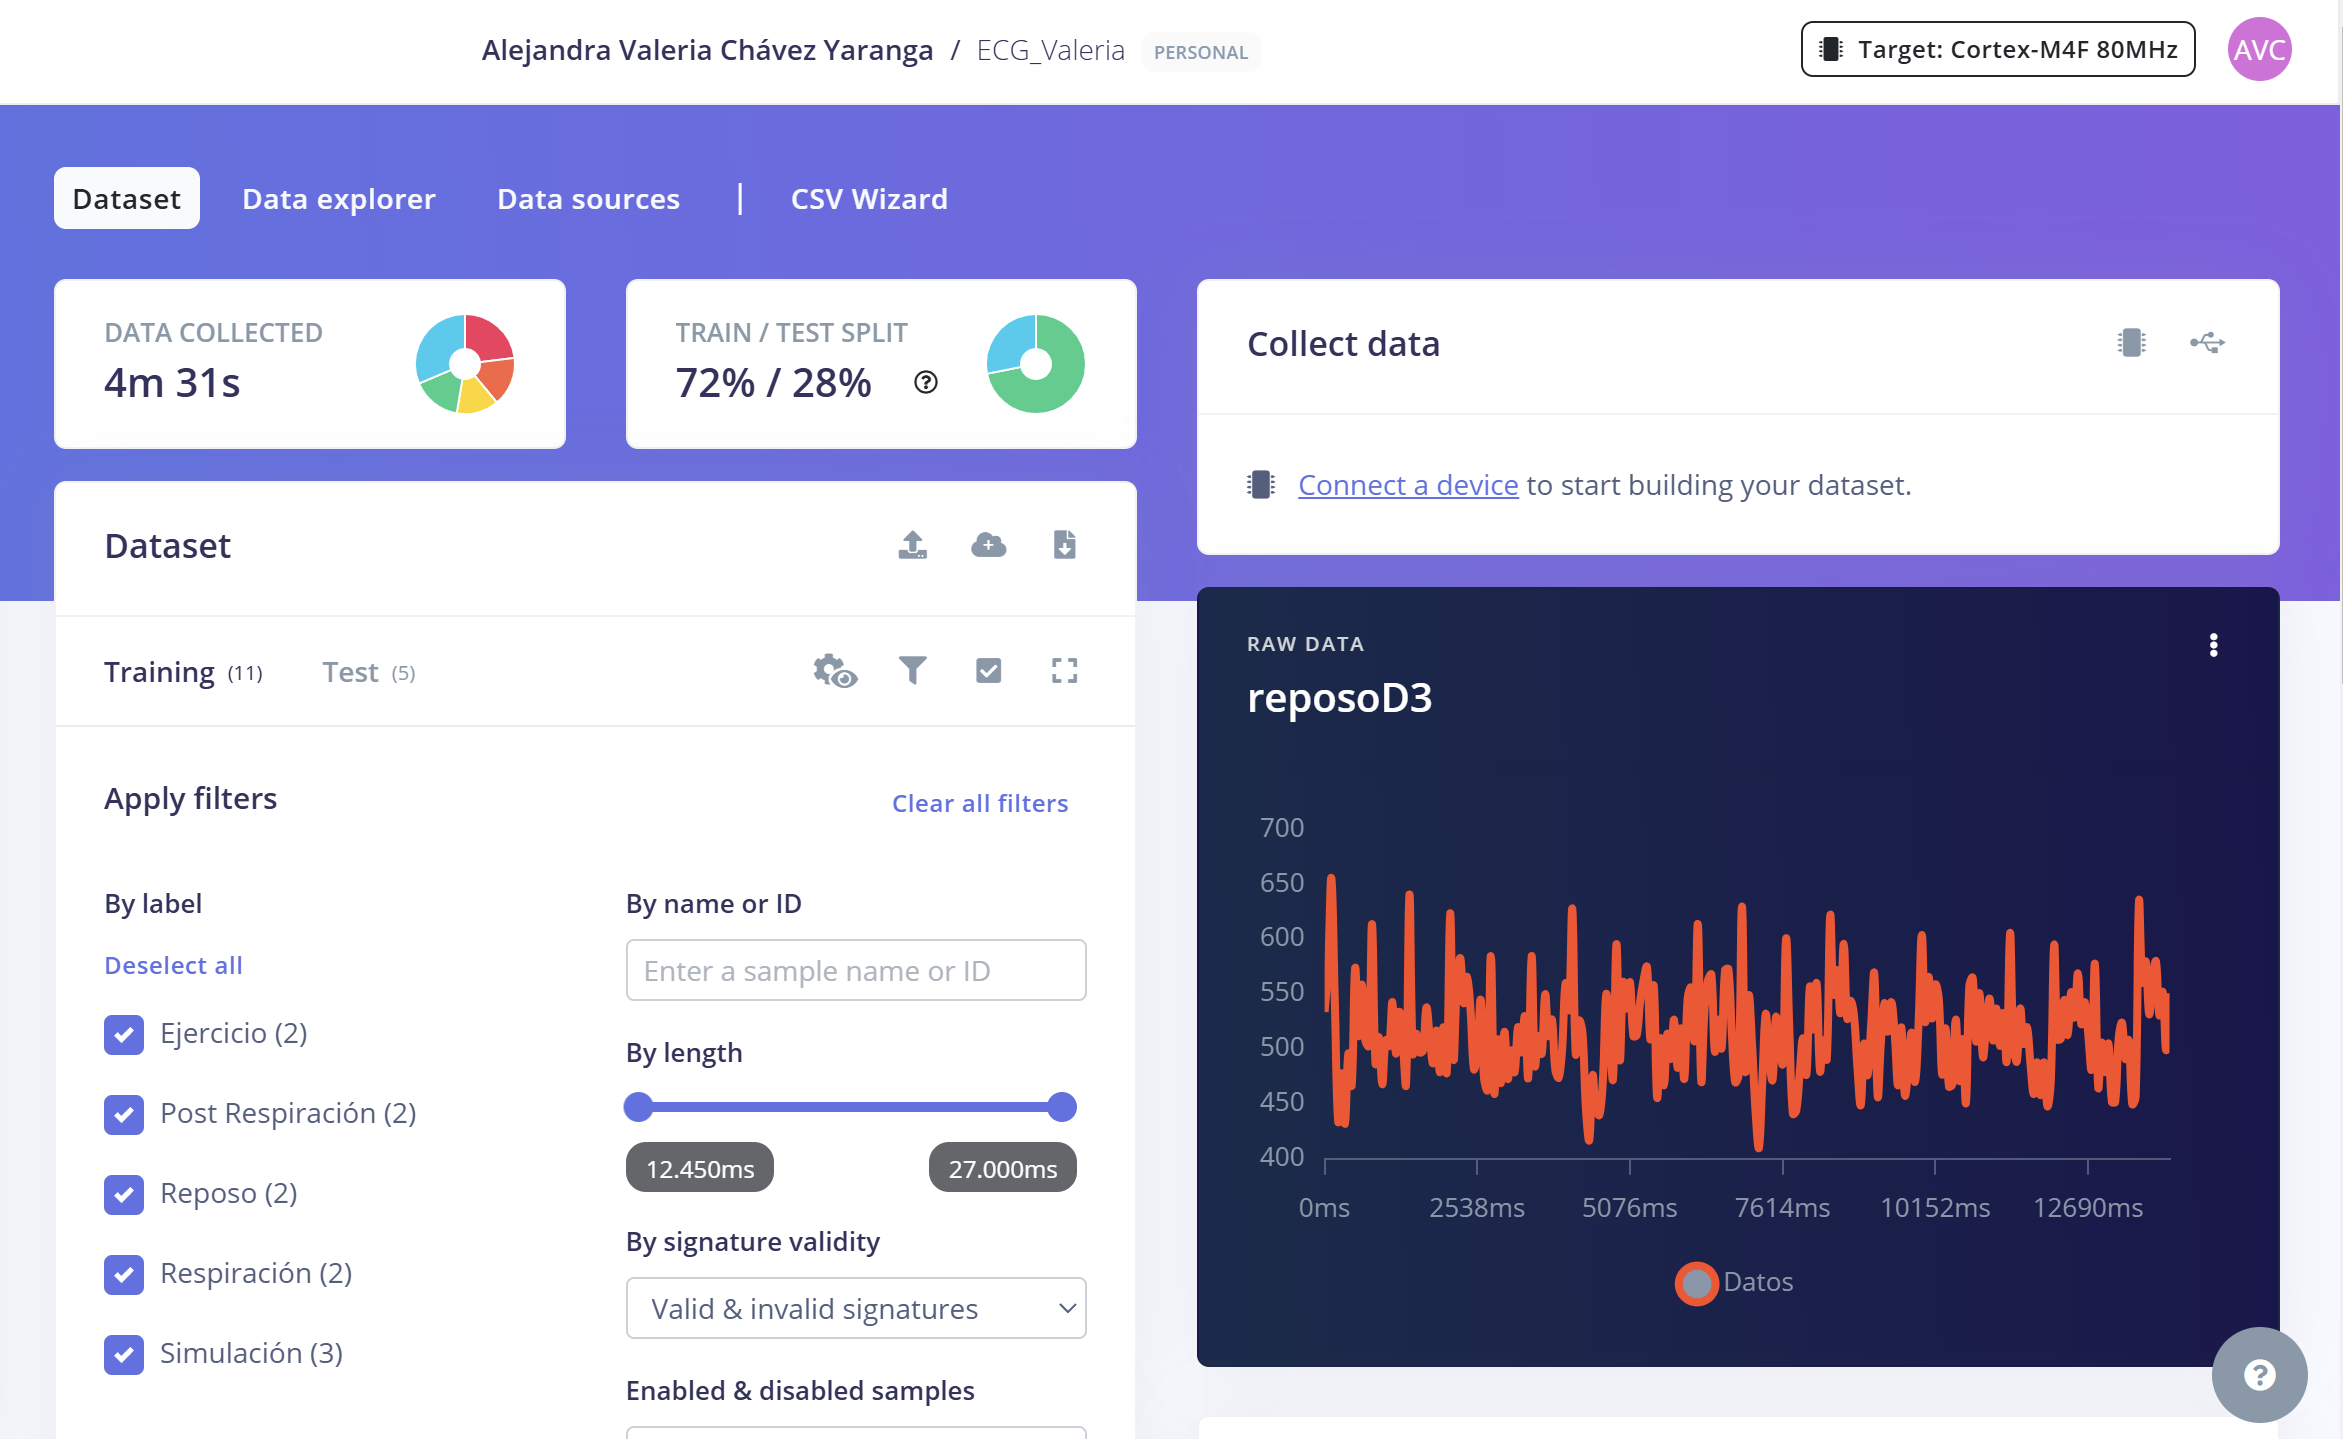 Alejandra Valeria Chávez Yaranga / ECG_Valeria PERSONAL
Target: Cortex-M4F 80MHz
AVC
Dataset Data explorer Data sources | CSV Wizard
DATA COLLECTED
4m 31s
TRAIN / TEST SPLIT
72% / 28%
Collect data
Connect a device to start building your dataset.
Dataset
Training (11) Test (5)
Apply filters
Clear all filters
By label
Deselect all
Ejercicio (2)
Post Respiración (2)
Reposo (2)
Respiración (2)
Simulación (3)
By name or ID
Enter a sample name or ID
By length
12.450ms
27.000ms
By signature validity
Valid & invalid signatures
Enabled & disabled samples
RAW DATA
reposoD3
700
650
600
550
500
450
400
0ms 2538ms 5076ms 7614ms 10152ms 12690ms
Datos